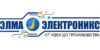 ЭЛМА ЭЛЕКТРОНИКС
ОТ ИДЕИ ДО ПРОИЗВОДСТВА